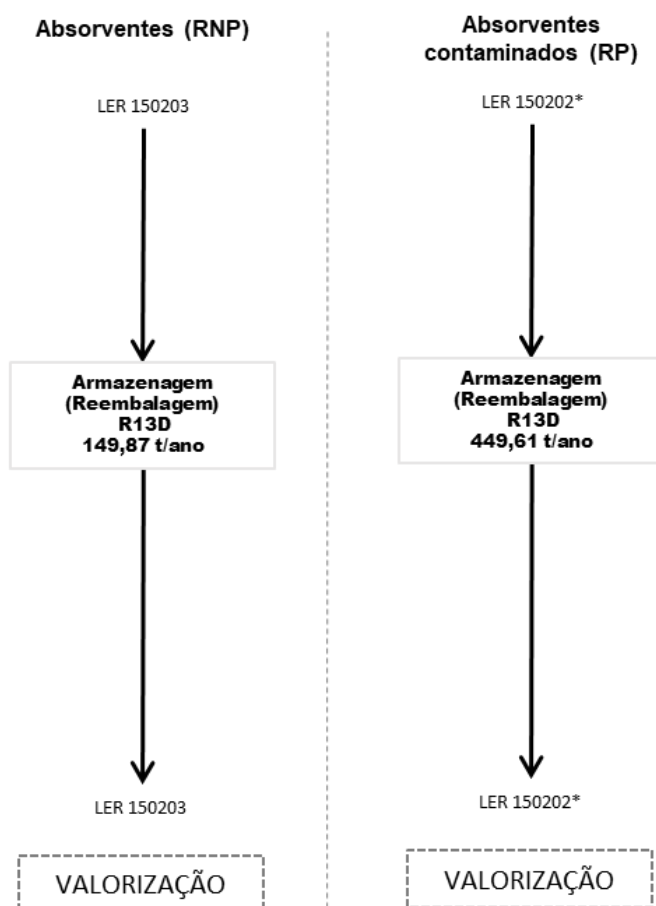 Absorventes (RNP)
LER 150203
Armazenagem
(Reembalagem)
R13D
149,87 t/ano
LER 150203
VALORIZAÇÃO
Absorventes
contaminados (RP)
LER 150202*
Armazenagem
(Reembalagem)
R13D
449,61 t/ano
LER 150202*
VALORIZAÇÃO